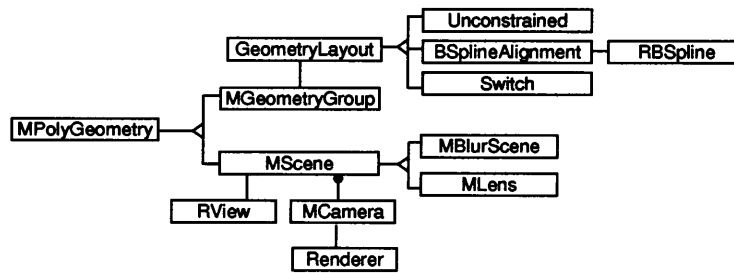 Unconstrained
GeometryLayout
BSplineAlignment
RBSpline
Switch
MGeometryGroup
MPolyGeometry
MBlurScene
MScene
MLens
RView
MCamera
Renderer